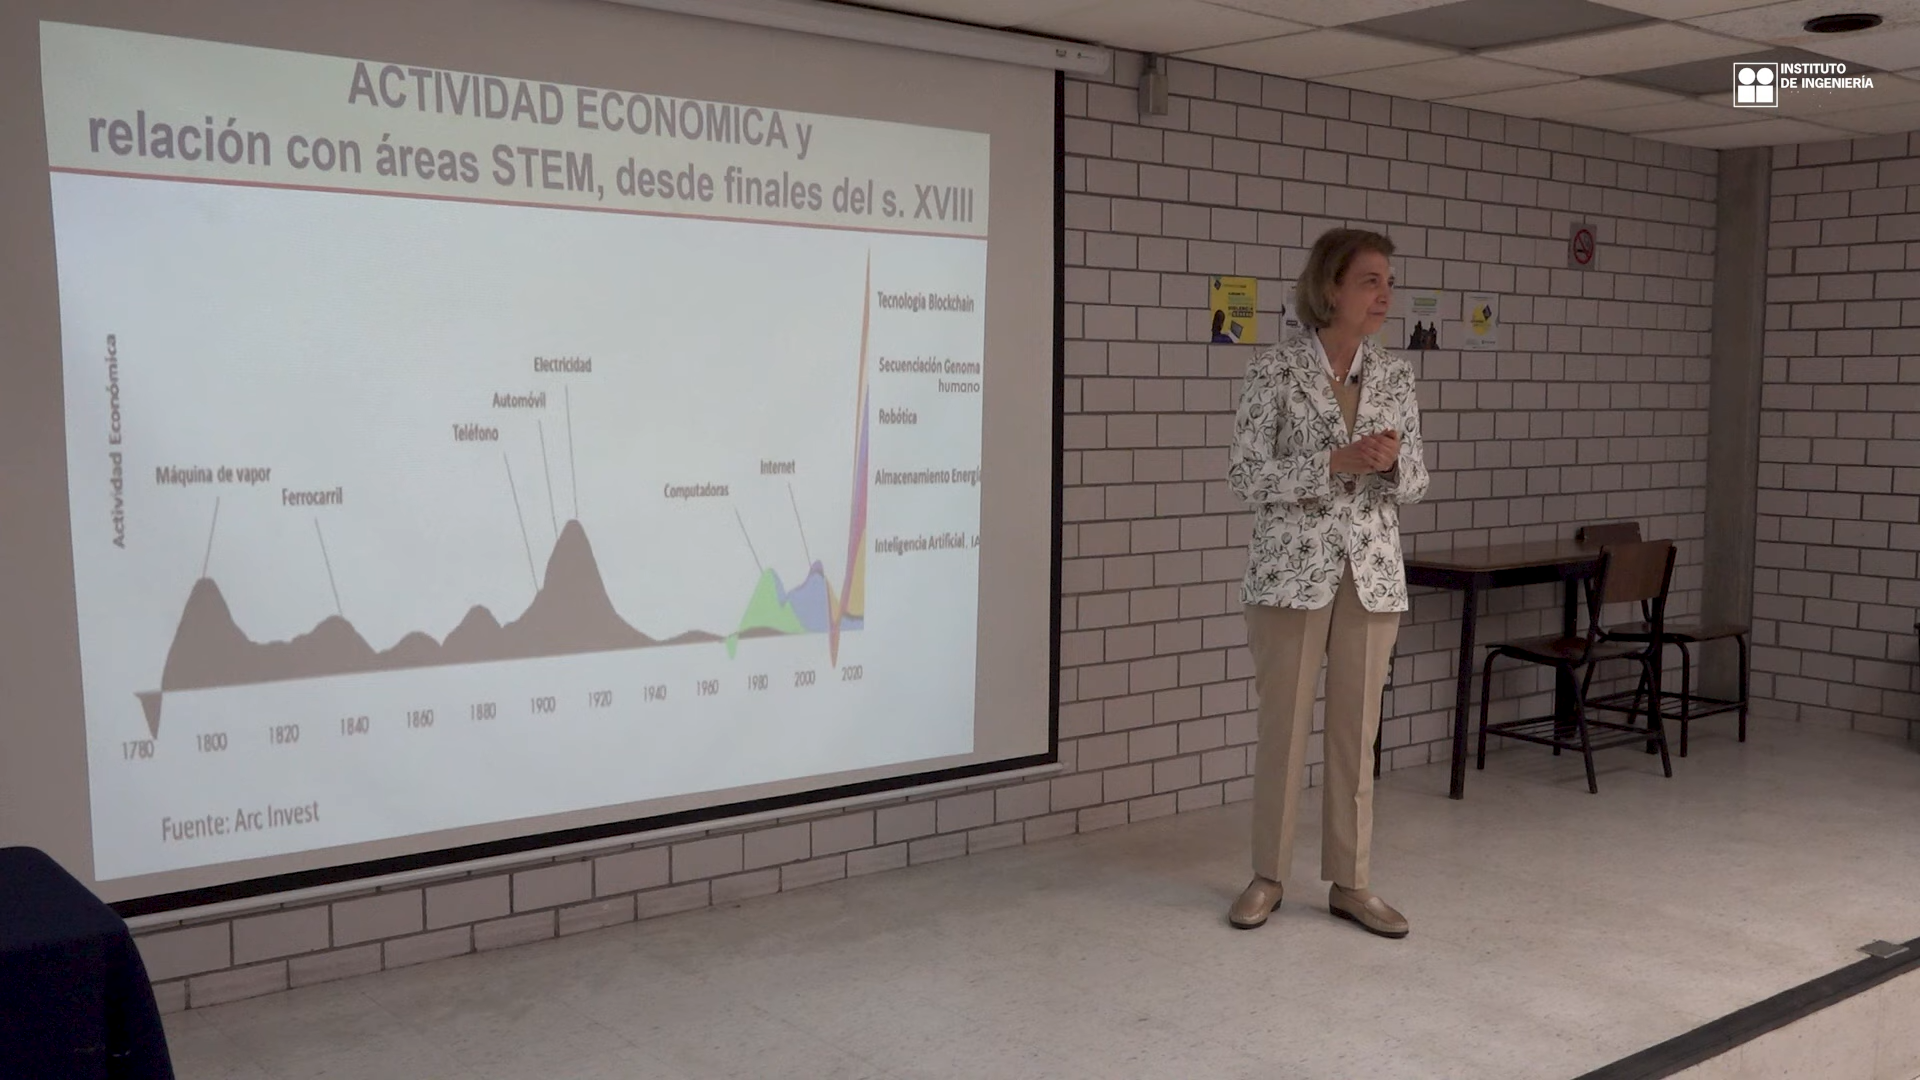 ACTIVIDAD ECONOMICA y
relación con áreas STEM, desde finales del s. XVIII
Actividad Económica
Máquina de vapor
Ferrocarril
Teléfono
Automóvil
Electricidad
Computadoras
Internet
Tecnología Blockchain
Secuenciación Genoma
humano
Robótica
Almacenamiento Energí
Inteligencia Artificial, IA
1780 1800 1820 1840 1860 1880 1900 1920 1940 1960 1980 2000 2020
Fuente: Arc Invest
INSTITUTO
DE INGENIERÍA